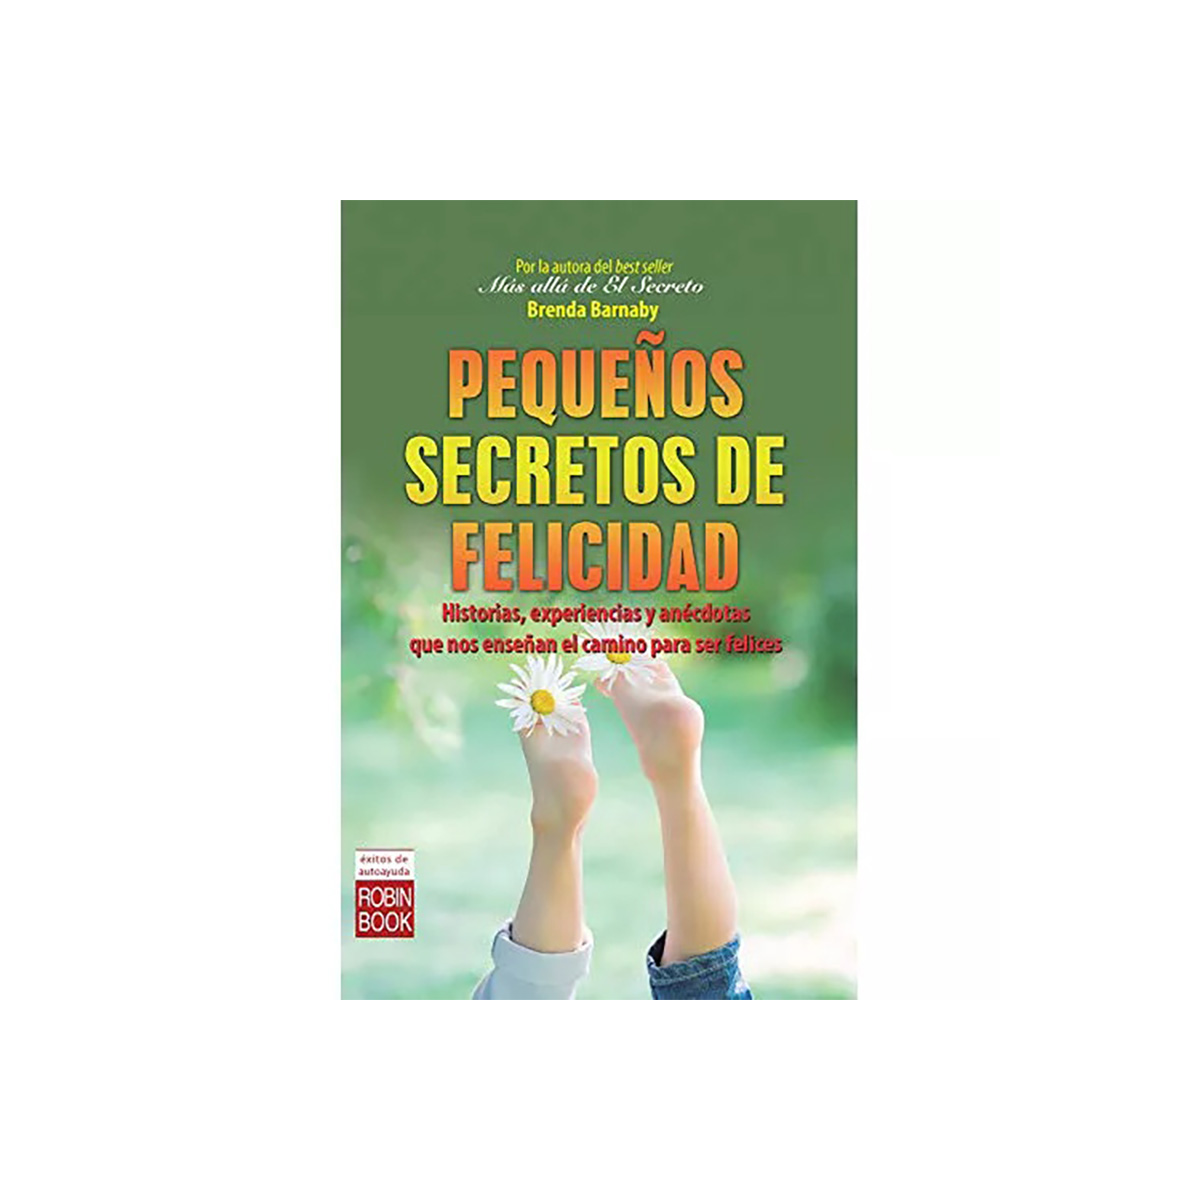 Por la autora del best seller
Más allá de El Secreto
Brenda Barnaby
PEQUEÑOS
SECRETOS DE
FELICIDAD
Historias, experiencias y anécdotas
que nos enseñan el camino para ser felices
éxitos de
autoayuda
ROBIN
BOOK